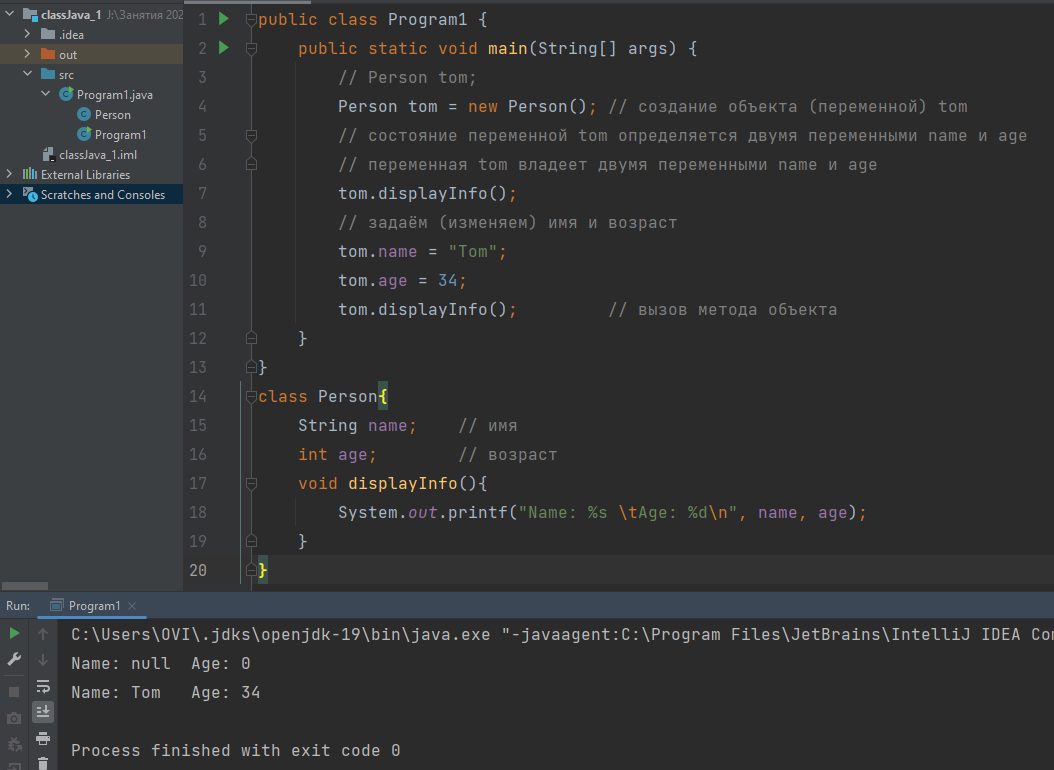 classJava_1 J:\Занятия 202
.idea
out
src
Program1.java
Person
Program1
classJava_1.iml
External Libraries
Scratches and Consoles
1 public class Program1 {
2 public static void main(String[] args) {
3 // Person tom;
4 Person tom = new Person(); // создание объекта (переменной) tom
5 // состояние переменной tom определяется двумя переменными name и age
6 // переменная tom владеет двумя переменными name и age
7 tom.displayInfo();
8 // задаём (изменяем) имя и возраст
9 tom.name = "Tom";
10 tom.age = 34;
11 tom.displayInfo(); // вызов метода объекта
12 }
13 }
14 class Person{
15 String name; // имя
16 int age; // возраст
17 void displayInfo(){
18 System.out.printf("Name: %s \tAge: %d\n", name, age);
19 }
20 }
Run: Program1
C:\Users\OVI\.jdks\openjdk-19\bin\java.exe "-javaagent:C:\Program Files\JetBrains\IntelliJ IDEA Co
Name: null Age: 0
Name: Tom Age: 34
Process finished with exit code 0